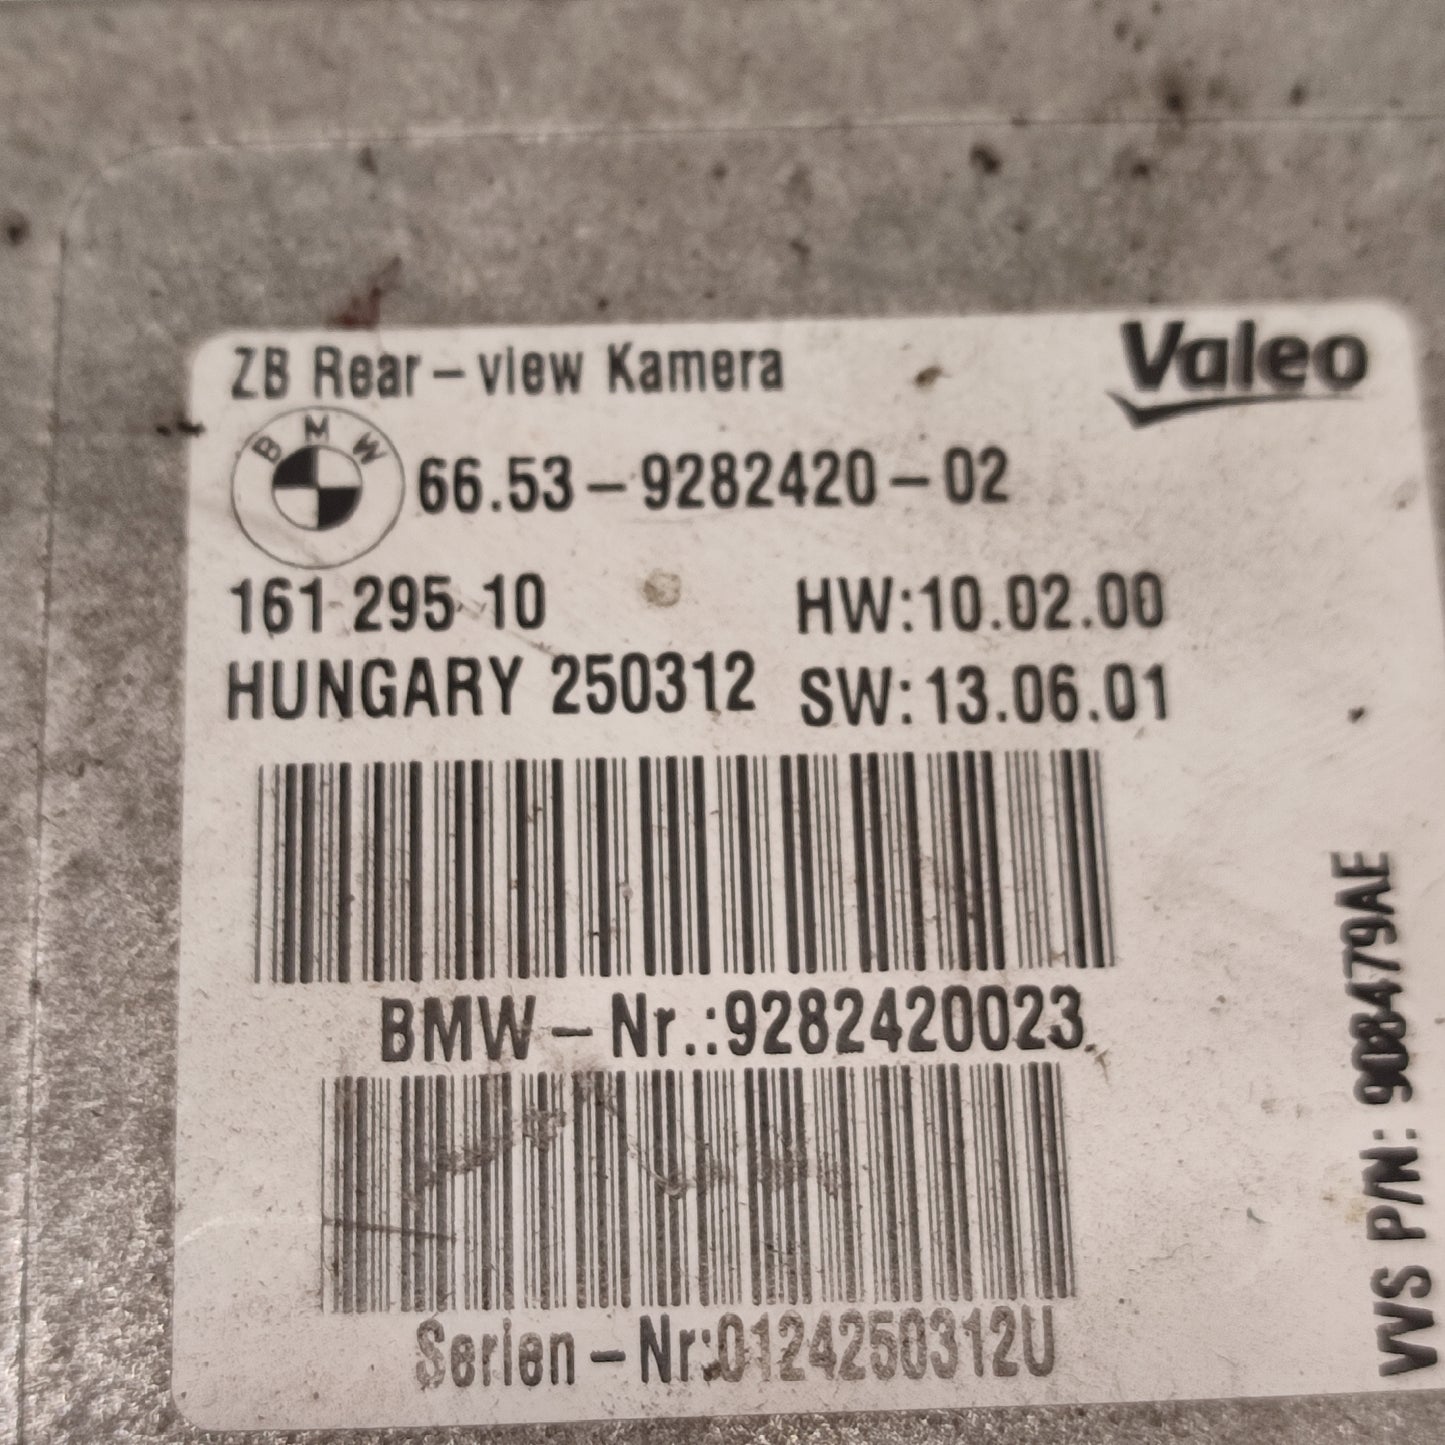 ZB Rear-view Kamera
Valeo
BMW
66.53-9282420-02
161 295 10
HW:10.02.00
HUNGARY 250312
SW:13.06.01
BMW-Nr.:9282420023
Serien-Nr:0124250312U
VVS P/N: 9084479AE